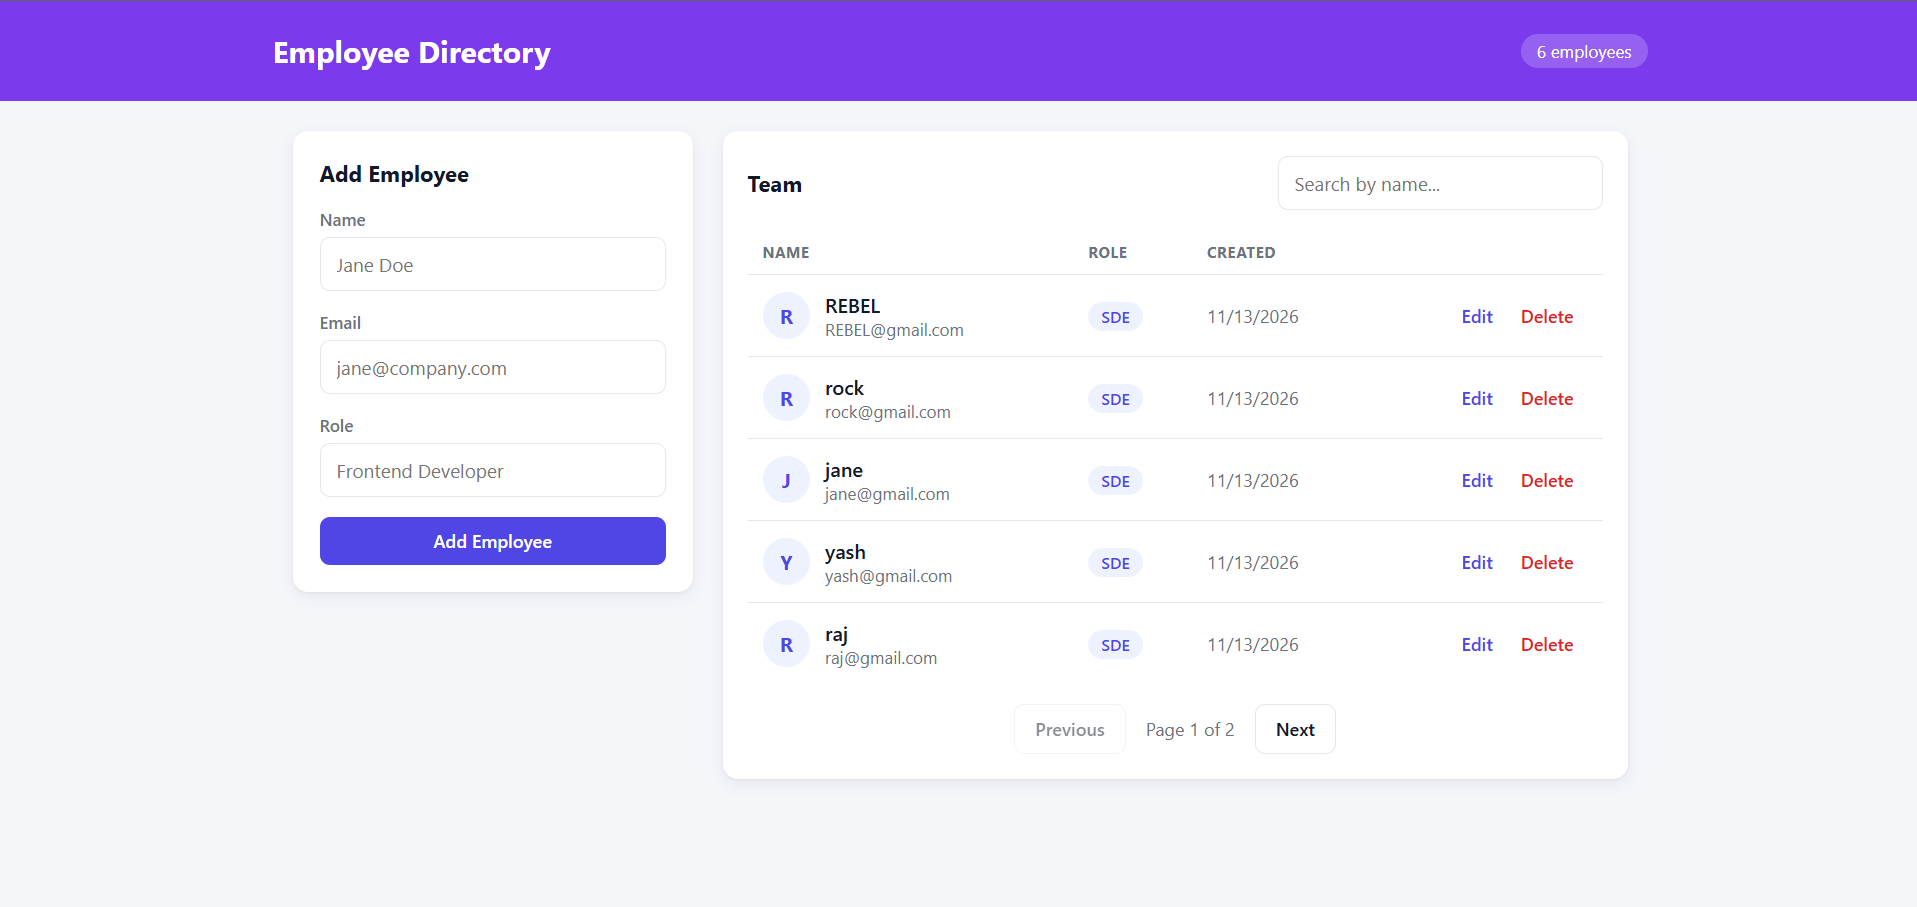 Employee Directory
6 employees
Add Employee
Name
Jane Doe
Email
jane@company.com
Role
Frontend Developer
Add Employee
Team
Search by name...
NAME ROLE CREATED
R REBEL SDE 11/13/2026 Edit Delete
REBEL@gmail.com
R rock SDE 11/13/2026 Edit Delete
rock@gmail.com
J jane SDE 11/13/2026 Edit Delete
jane@gmail.com
Y yash SDE 11/13/2026 Edit Delete
yash@gmail.com
R raj SDE 11/13/2026 Edit Delete
raj@gmail.com
Previous Page 1 of 2 Next